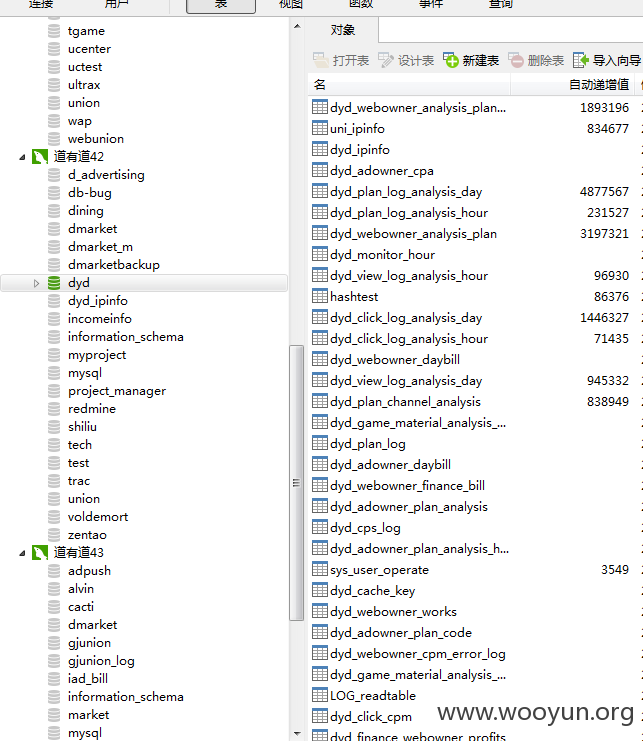 连接 用户 表 视图 函数 事件 查询
tgame
ucenter
uctest
ultrax
union
wap
webunion
道有道42
d_advertising
db-bug
dining
dmarket
dmarket_m
dmarketbackup
dyd
dyd_ipinfo
incomeinfo
information_schema
myproject
mysql
project_manager
redmine
shiliu
tech
test
trac
union
voldemort
zentao
道有道43
adpush
alvin
cacti
dmarket
gjunion
gjunion_log
iad_bill
information_schema
market
mysql
对象
打开表 设计表 新建表 删除表 导入向导
名 自动递增值
dyd_webowner_analysis_plan... 1893196
uni_ipinfo 834677
dyd_ipinfo
dyd_adowner_cpa
dyd_plan_log_analysis_day 4877567
dyd_plan_log_analysis_hour 231527
dyd_webowner_analysis_plan 3197321
dyd_monitor_hour
dyd_view_log_analysis_hour 96930
hashtest 86376
dyd_click_log_analysis_day 1446327
dyd_click_log_analysis_hour 71435
dyd_webowner_daybill
dyd_view_log_analysis_day 945332
dyd_plan_channel_analysis 838949
dyd_game_material_analysis_...
dyd_plan_log
dyd_adowner_daybill
dyd_webowner_finance_bill
dyd_adowner_plan_analysis
dyd_cps_log
dyd_adowner_plan_analysis_h...
sys_user_operate 3549
dyd_cache_key
dyd_webowner_works
dyd_adowner_plan_code
dyd_webowner_cpm_error_log
dyd_game_material_analysis_...
LOG_readtable
dyd_click_cpm
dyd_finance_webowner_profits
www.wooyun.org